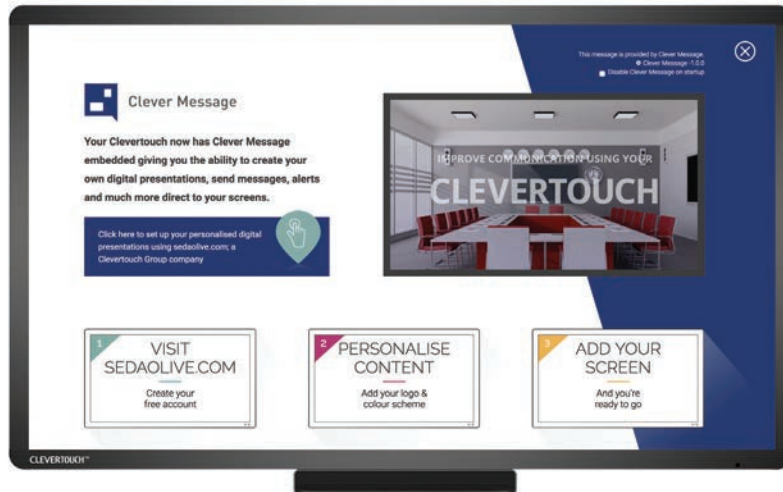 This message is provided by Clever Message.
Clever Message -1.0.0
Disable Clever Message on startup
Clever Message
Your Clevertouch now has Clever Message
embedded giving you the ability to create your
own digital presentations, send messages, alerts
and much more direct to your screens.
Click here to set up your personalised digital
presentations using sedaolive.com; a
Clevertouch Group company
IMPROVE COMMUNICATION USING YOUR
CLEVERTOUCH
1
VISIT
SEDAOLIVE.COM
Create your
free account
2
PERSONALISE
CONTENT
Add your logo &
colour scheme
3
ADD YOUR
SCREEN
And you're
ready to go
CLEVERTOUCH™